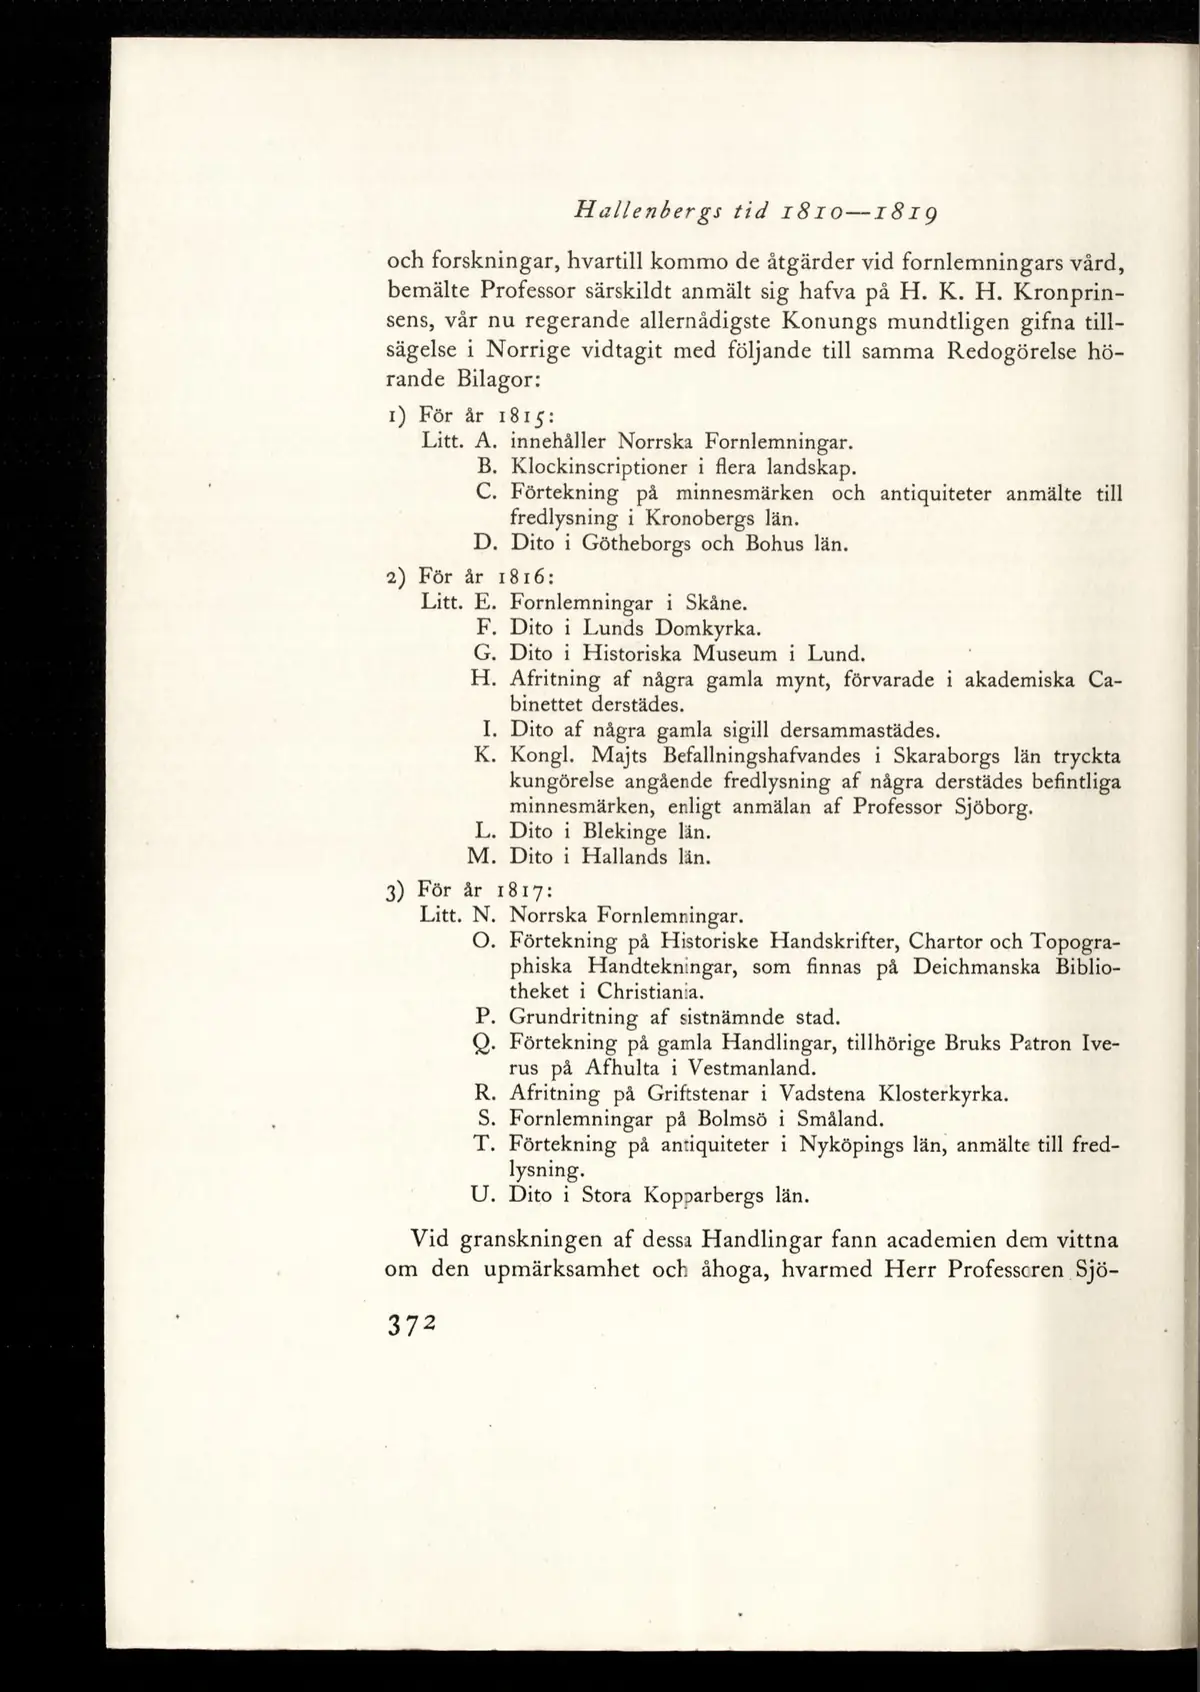 Hallenbergs tid 1810—1819
och forskningar, hvartill kommo de åtgärder vid fornlemningars vård,
bemälte Professor särskildt anmält sig hafva på H. K. H. Kronprin-
sens, vår nu regerande allernådigste Konungs mundtligen gifna till-
sägelse i Norrige vidtagit med följande till samma Redogörelse hö-
rande Bilagor:
1) För år 1815:
Litt. A. innehåller Norrska Fornlemningar.
B. Klockinscriptioner i flera landskap.
C. Förtekning på minnesmärken och antiquiteter anmälte till
fredlysning i Kronobergs län.
D. Dito i Götheborgs och Bohus län.
2) För år 1816:
Litt. E. Fornlemningar i Skåne.
F. Dito i Lunds Domkyrka.
G. Dito i Historiska Museum i Lund.
H. Afritning af några gamla mynt, förvarade i akademiska Ca-
binettet derstädes.
I. Dito af några gamla sigill dersammastädes.
K. Kongl. Majts Befallningshafvandes i Skaraborgs län tryckta
kungörelse angående fredlysning af några derstädes befintliga
minnesmärken, enligt anmälan af Professor Sjöborg.
L. Dito i Blekinge län.
M. Dito i Hallands län.
3) För år 1817:
Litt. N. Norrska Fornlemningar.
O. Förtekning på Historiske Handskrifter, Chartor och Topogra-
phiska Handtekningar, som finnas på Deichmanska Biblio-
theket i Christiania.
P. Grundritning af sistnämnde stad.
Q. Förtekning på gamla Handlingar, tillhörige Bruks Patron Ive-
rus på Afhulta i Vestmanland.
R. Afritning på Griftstenar i Vadstena Klosterkyrka.
S. Fornlemningar på Bolmsö i Småland.
T. Förtekning på antiquiteter i Nyköpings län, anmälte till fred-
lysning.
U. Dito i Stora Kopparbergs län.
Vid granskningen af dessa Handlingar fann academien dem vittna
om den upmärksamhet och åhoga, hvarmed Herr Professoren Sjö-
372